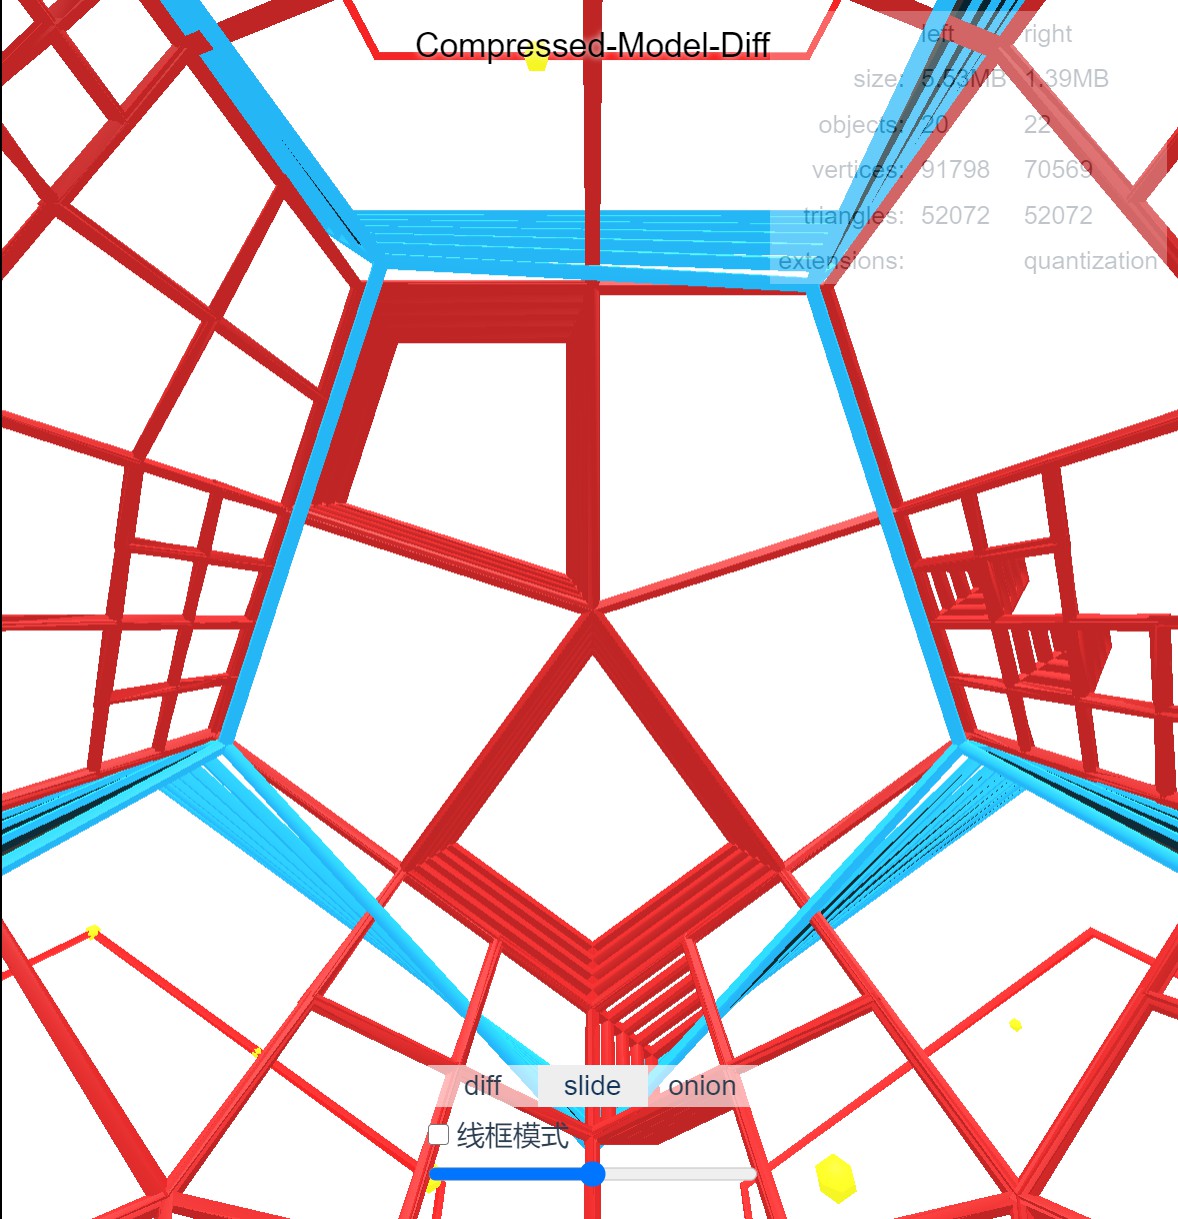 Compressed-Model-Diff
left right
size: 5.53MB 1.39MB
objects: 20 22
vertices: 91798 70569
triangles: 52072 52072
extensions: quantization
diff slide onion
线框模式